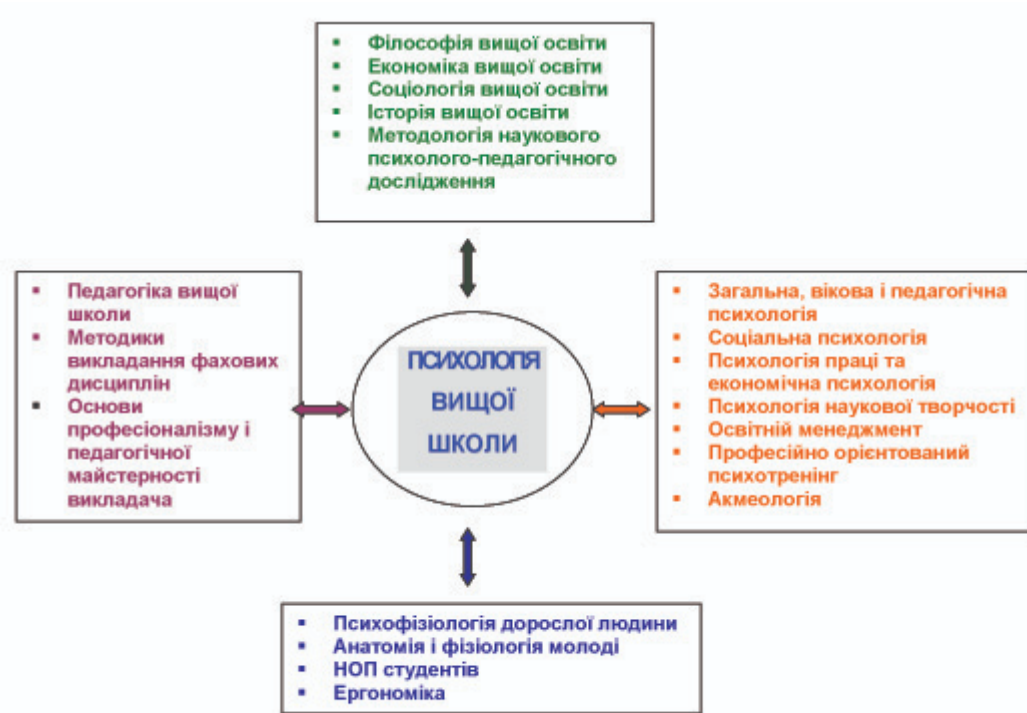 ▪ Філософія вищої освіти
▪ Економіка вищої освіти
▪ Соціологія вищої освіти
▪ Історія вищої освіти
▪ Методологія наукового
психолого-педагогічного
дослідження
▪ Педагогіка вищої
школи
▪ Методики
викладання фахових
дисциплін
▪ Основи
професіоналізму і
педагогічної
майстерності
викладача
ПСИХОЛОГІЯ
ВИЩОЇ
ШКОЛИ
▪ Загальна, вікова і педагогічна
психологія
▪ Соціальна психологія
▪ Психологія праці та
економічна психологія
▪ Психологія наукової творчості
▪ Освітній менеджмент
▪ Професійно орієнтований
психотренінг
▪ Акмеологія
▪ Психофізіологія дорослої людини
▪ Анатомія і фізіологія молоді
▪ НОП студентів
▪ Ергономіка